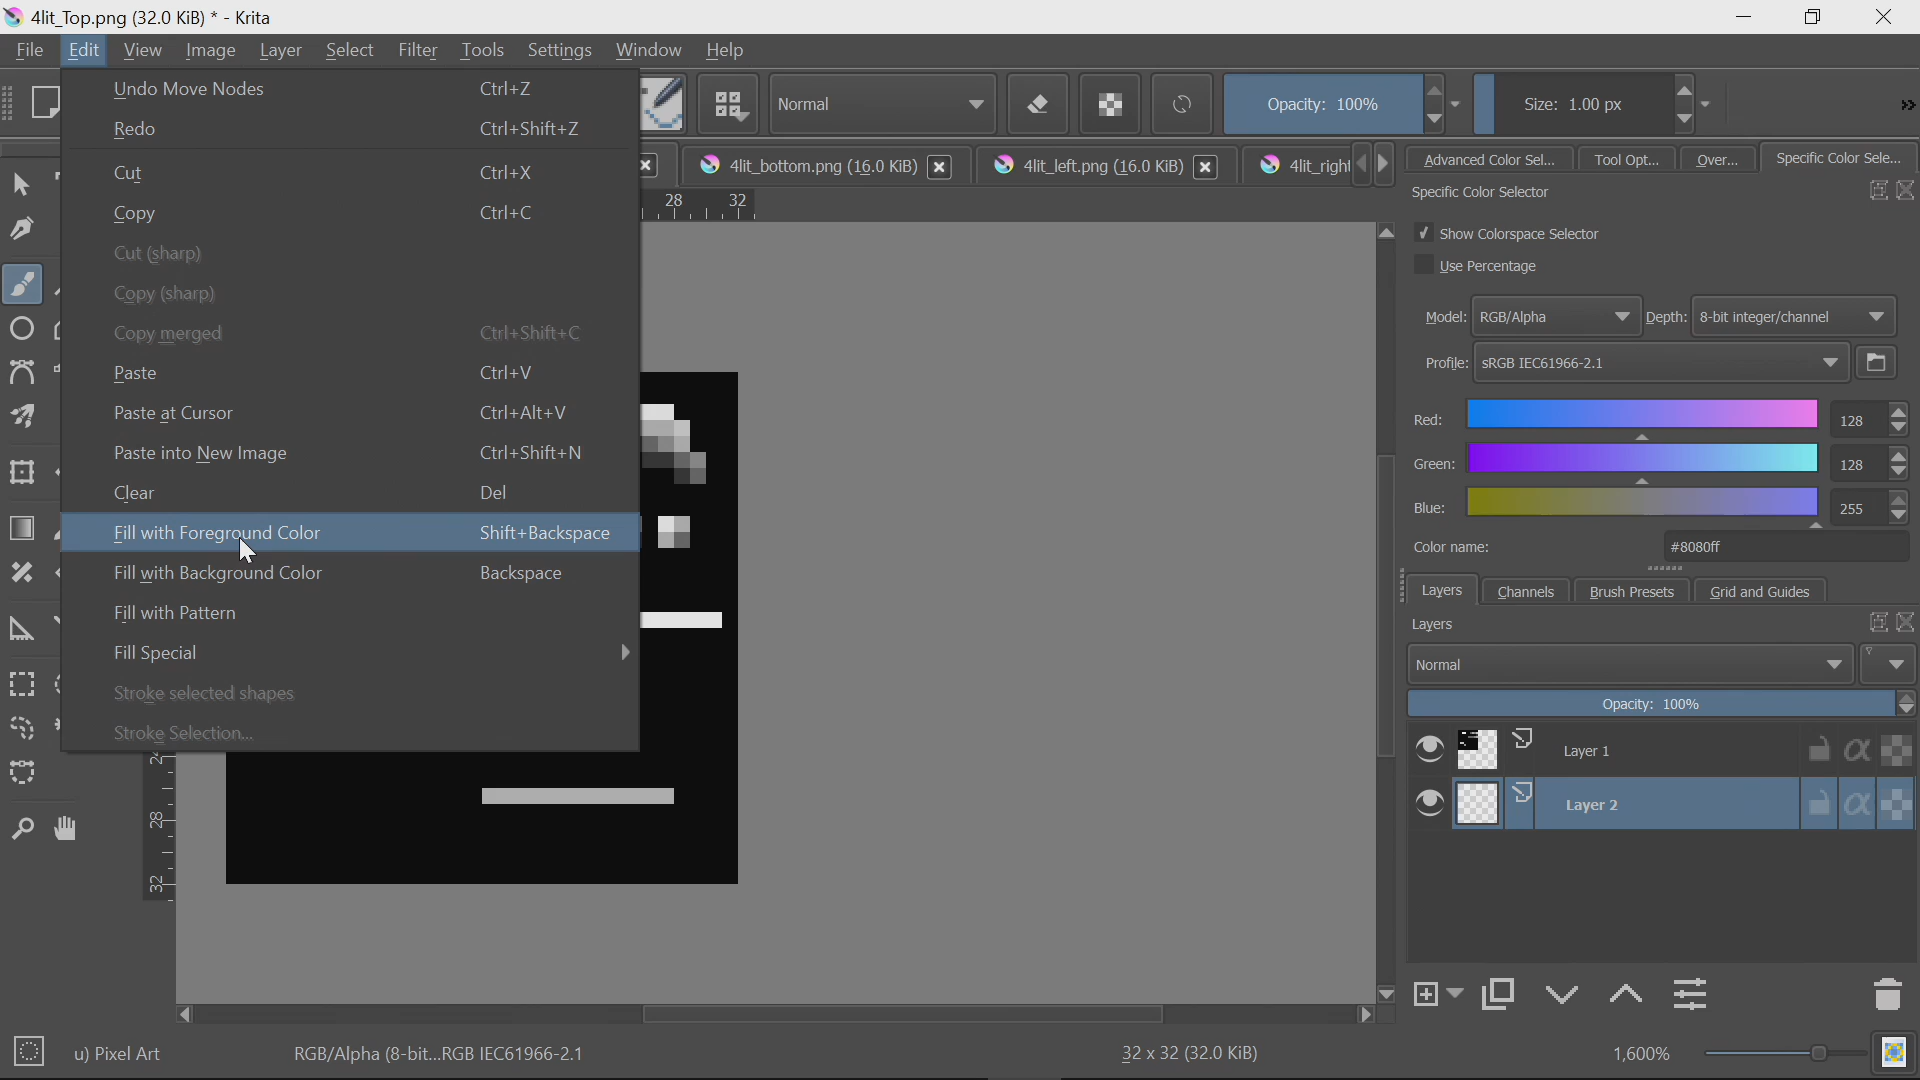 4lit_Top.png (32.0 KiB) * - Krita
File Edit View Image Layer Select Filter Tools Settings Window Help
Undo Move Nodes Ctrl+Z
Redo Ctrl+Shift+Z
Cut Ctrl+X
Copy Ctrl+C
Cut (sharp)
Copy (sharp)
Copy merged Ctrl+Shift+C
Paste Ctrl+V
Paste at Cursor Ctrl+Alt+V
Paste into New Image Ctrl+Shift+N
Clear Del
Fill with Foreground Color Shift+Backspace
Fill with Background Color Backspace
Fill with Pattern
Fill Special
Stroke selected shapes
Stroke Selection...
Normal Opacity: 100% Size: 1.00 px
4lit_bottom.png (16.0 KiB) 4lit_left.png (16.0 KiB) 4lit_right
28 32
24
28
32
Advanced Color Sel... Tool Opt... Over... Specific Color Sele...
Specific Color Selector
Show Colorspace Selector
Use Percentage
Model: RGB/Alpha Depth: 8-bit integer/channel
Profile: sRGB IEC61966-2.1
Red: 128
Green: 128
Blue: 255
Color name: #8080ff
Layers Channels Brush Presets Grid and Guides
Layers
Normal
Opacity: 100%
Layer 1
Layer 2
u) Pixel Art RGB/Alpha (8-bit...RGB IEC61966-2.1 32 x 32 (32.0 KiB) 1,600%